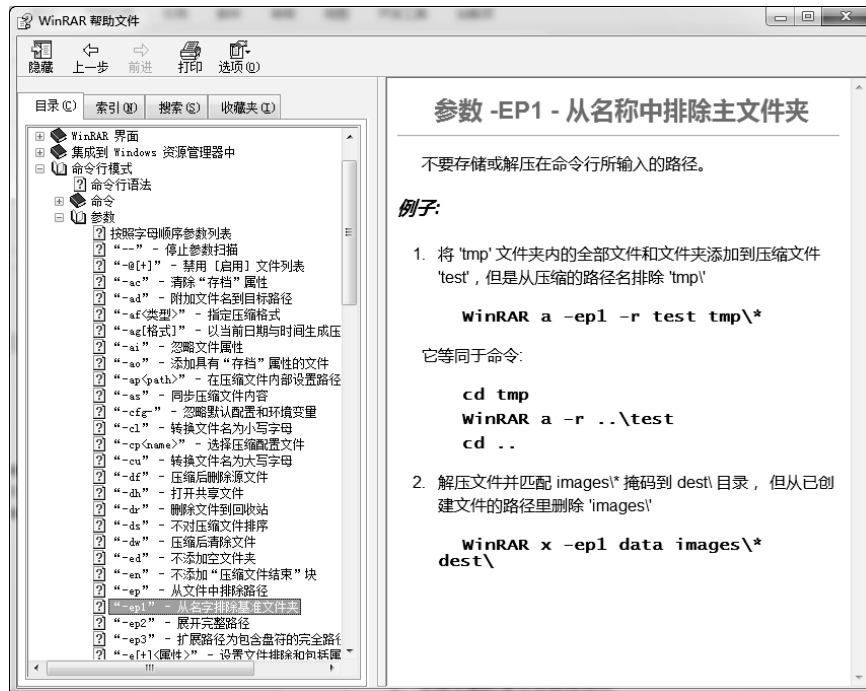 WinRAR 帮助文件
隐藏 上一步 前进 打印 选项(O)
目录(C) 索引(N) 搜索(S) 收藏夹(I)
WinRAR 界面
集成到 Windows 资源管理器中
命令行模式
命令行语法
命令
参数
按照字母顺序参数列表
“--” - 停止参数扫描
“-@[+]” - 禁用 [启用] 文件列表
“-ac” - 清除“存档”属性
“-ad” - 附加文件名到目标路径
“-af<类型>” - 指定压缩格式
“-ag[格式]” - 以当前日期与时间生成压
“-ai” - 忽略文件属性
“-ao” - 添加具有“存档”属性的文件
“-ap<path>” - 在压缩文件内部设置路径
“-as” - 同步压缩文件内容
“-cfg-” - 忽略默认配置和环境变量
“-cl” - 转换文件名为小写字母
“-cp<name>” - 选择压缩配置文件
“-cu” - 转换文件名为大写字母
“-df” - 压缩后删除源文件
“-dh” - 打开共享文件
“-dr” - 删除文件到回收站
“-ds” - 不对压缩文件排序
“-dw” - 压缩后清除文件
“-ed” - 不添加空文件夹
“-en” - 不添加“压缩文件结束”块
“-ep” - 从文件中排除路径
“-ep1” - 从名字排除基准文件夹
“-ep2” - 展开完整路径
“-ep3” - 扩展路径为包含盘符的完全路径
“-e[+]<属性>” - 设置文件排除和包括属
参数 -EP1 - 从名称中排除主文件夹
不要存储或解压在命令行所输入的路径。
例子:
1. 将 'tmp' 文件夹内的全部文件和文件夹添加到压缩文件
'test'，但是从压缩的路径名排除 'tmp\'
WinRAR a -ep1 -r test tmp\*
它等同于命令:
cd tmp
WinRAR a -r ..\test
cd ..
2. 解压文件并匹配 images\* 掩码到 dest\ 目录， 但从已创
建文件的路径里删除 'images\'
WinRAR x -ep1 data images\*
dest\